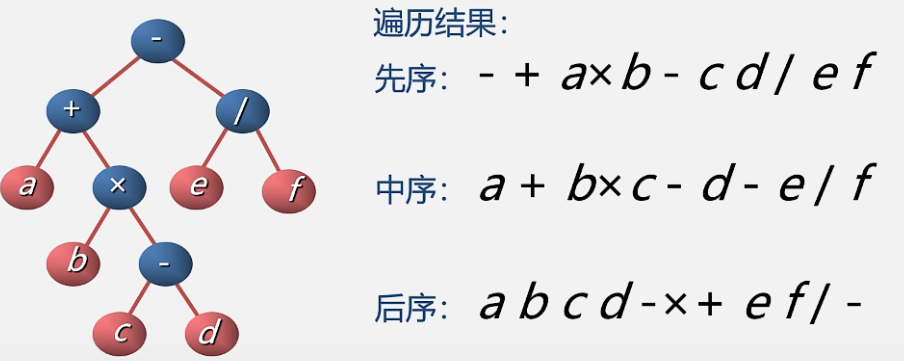 遍历结果：
先序： - + a×b - c d / e f
中序： a + b×c - d - e / f
后序： a b c d -×+ e f / -
-
+ /
a × e f
b -
c d